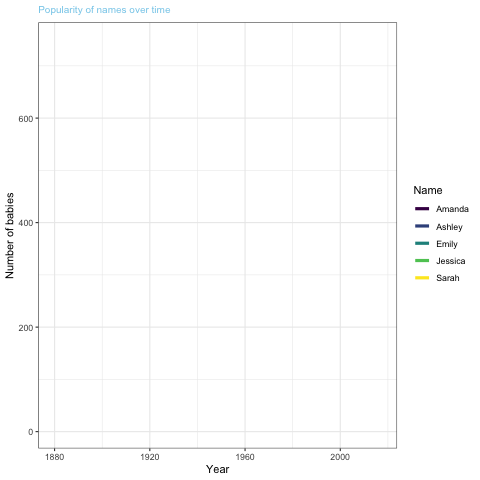 Popularity of names over time
Number of babies
600
400
200
0
1880
1920
1960
2000
Year
Name
Amanda
Ashley
Emily
Jessica
Sarah